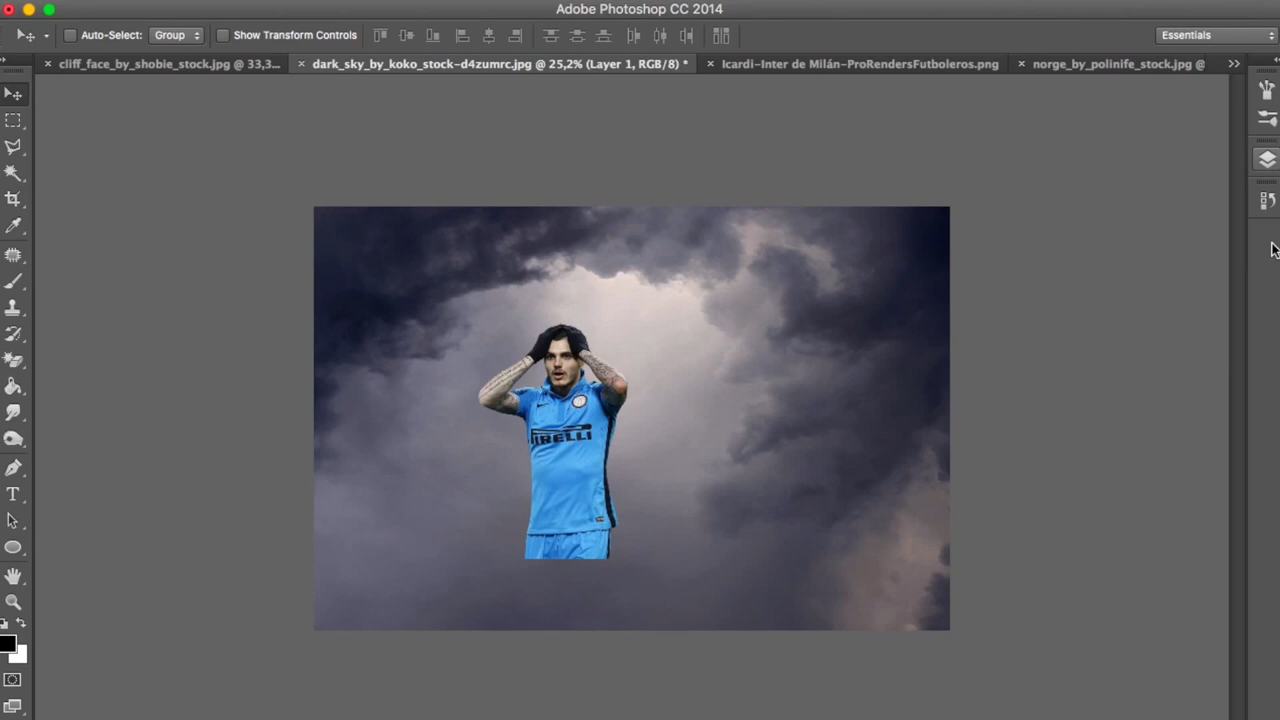 Adobe Photoshop CC 2014
Auto-Select: Group Show Transform Controls Essentials
cliff_face_by_shobie_stock.jpg @ 33,3... dark_sky_by_koko_stock-d4zumrc.jpg @ 25,2% (Layer 1, RGB/8) * Icardi-Inter de Milán-ProRendersFutboleros.png norge_by_polinife_stock.jpg @
PIRELLI